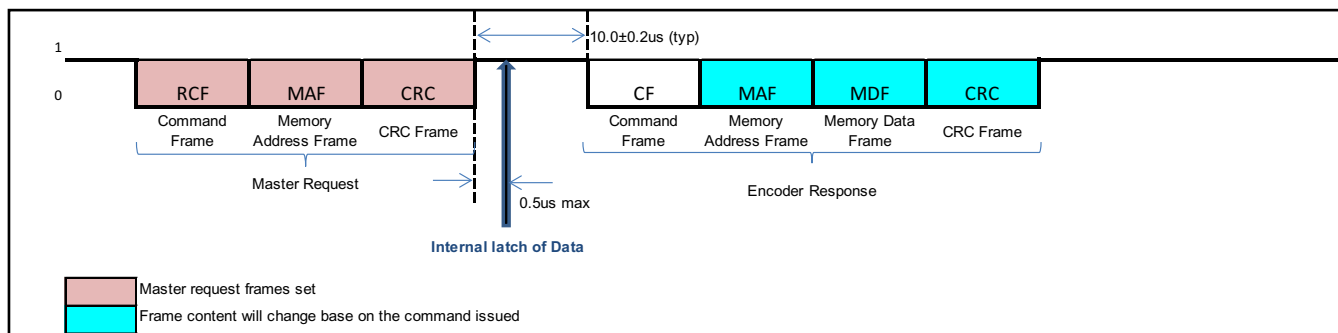 10.0±0.2us (typ)
1
0
RCF
MAF
CRC
CF
MAF
MDF
CRC
Command
Frame
Memory
Address Frame
CRC Frame
Command
Frame
Memory
Address Frame
Memory Data
Frame
CRC Frame
Master Request
Encoder Response
0.5us max
Internal latch of Data
Master request frames set
Frame content will change base on the command issued